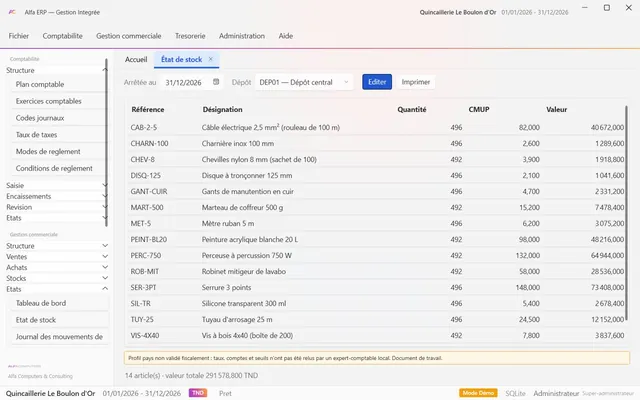 Alfa ERP — Gestion Integrée
Quincaillerie Le Boulon d'Or 01/01/2026 - 31/12/2026
Fichier Comptabilite Gestion commerciale Tresorerie Administration Aide
Comptabilite
Structure
Plan comptable
Exercices comptables
Codes journaux
Taux de taxes
Modes de reglement
Conditions de reglement
Saisie
Encaissements
Revision
Etats
Gestion commerciale
Structure
Ventes
Achats
Stocks
Etats
Tableau de bord
Etat de stock
Journal des mouvements de
Alfa Computers & Consulting
Accueil État de stock ×
Arrêtée au 31/12/2026 Dépôt DEP01 — Dépôt central Editer Imprimer
Référence Désignation Quantité CMUP Valeur
CAB-2-5 Câble électrique 2,5 mm² (rouleau de 100 m) 496 82,000 40 672,000
CHARN-100 Charnière inox 100 mm 496 2,600 1 289,600
CHEV-8 Chevilles nylon 8 mm (sachet de 100) 492 3,900 1 918,800
DISQ-125 Disque à tronçonner 125 mm 496 2,100 1 041,600
GANT-CUIR Gants de manutention en cuir 496 4,700 2 331,200
MART-500 Marteau de coffreur 500 g 492 15,200 7 478,400
MET-5 Mètre ruban 5 m 496 6,200 3 075,200
PEINT-BL20 Peinture acrylique blanche 20 L 492 98,000 48 216,000
PERC-750 Perceuse à percussion 750 W 492 132,000 64 944,000
ROB-MIT Robinet mitigeur de lavabo 492 58,000 28 536,000
SER-3PT Serrure 3 points 496 148,000 73 408,000
SIL-TR Silicone transparent 300 ml 496 5,400 2 678,400
TUY-25 Tuyau d'arrosage 25 m 496 24,500 12 152,000
VIS-4X40 Vis à bois 4x40 (boîte de 200) 492 7,800 3 837,600
Profil pays non validé fiscalement : taux, comptes et seuils n'ont pas été relus par un expert-comptable local. Document de travail.
14 article(s) - valeur totale 291 578,800 TND
Quincaillerie Le Boulon d'Or 01/01/2026 - 31/12/2026 TND Pret Mode Démo SQLite Administrateur Super-administrateur